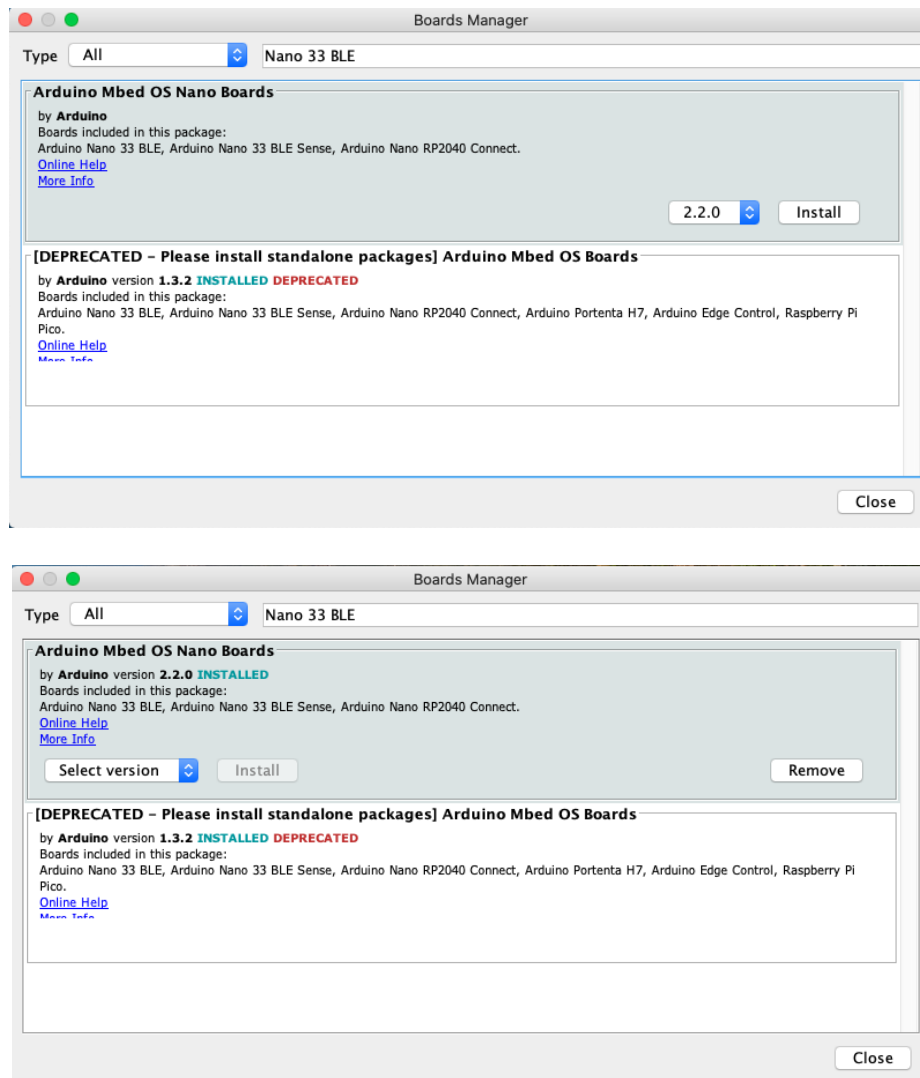 Boards Manager
Type All Nano 33 BLE
Arduino Mbed OS Nano Boards
by Arduino
Boards included in this package:
Arduino Nano 33 BLE, Arduino Nano 33 BLE Sense, Arduino Nano RP2040 Connect.
Online Help
More Info
2.2.0 Install
[DEPRECATED – Please install standalone packages] Arduino Mbed OS Boards
by Arduino version 1.3.2 INSTALLED DEPRECATED
Boards included in this package:
Arduino Nano 33 BLE, Arduino Nano 33 BLE Sense, Arduino Nano RP2040 Connect, Arduino Portenta H7, Arduino Edge Control, Raspberry Pi
Pico.
Online Help
More Info
Close
Boards Manager
Type All Nano 33 BLE
Arduino Mbed OS Nano Boards
by Arduino version 2.2.0 INSTALLED
Boards included in this package:
Arduino Nano 33 BLE, Arduino Nano 33 BLE Sense, Arduino Nano RP2040 Connect.
Online Help
More Info
Select version Install Remove
[DEPRECATED – Please install standalone packages] Arduino Mbed OS Boards
by Arduino version 1.3.2 INSTALLED DEPRECATED
Boards included in this package:
Arduino Nano 33 BLE, Arduino Nano 33 BLE Sense, Arduino Nano RP2040 Connect, Arduino Portenta H7, Arduino Edge Control, Raspberry Pi
Pico.
Online Help
More Info
Close